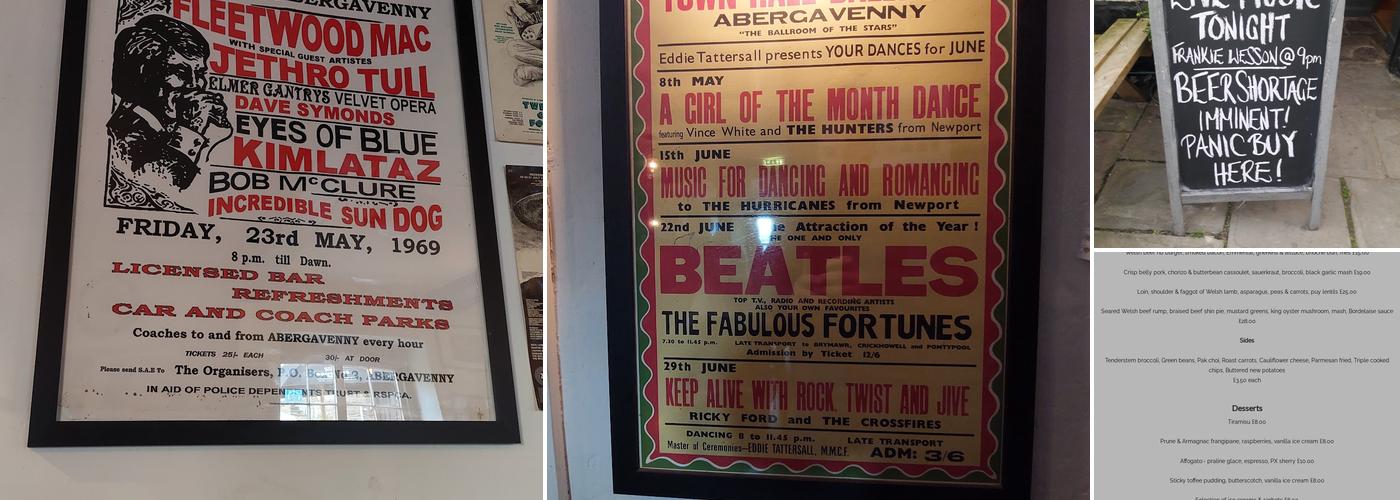 ABERGAVENNY
FLEETWOOD MAC
WITH SPECIAL GUEST ARTISTES
JETHRO TULL
ELMER GANTRYS VELVET OPERA
DAVE SYMONDS
EYES OF BLUE
KIMLATAZ
BOB McCLURE
INCREDIBLE SUN DOG
FRIDAY, 23rd MAY, 1969
8 p.m. till Dawn.
LICENSED BAR
REFRESHMENTS
CAR AND COACH PARKS
Coaches to and from ABERGAVENNY every hour
TICKETS 25/- EACH 30/- AT DOOR
Please send S.A.E To The Organisers, P.O. Box No 3, ABERGAVENNY
IN AID OF POLICE DEPENDENTS TRUST & RSPCA.
TOWN HALL
ABERGAVENNY
"THE BALLROOM OF THE STARS"
Eddie Tattersall presents YOUR DANCES for JUNE
8th MAY
A GIRL OF THE MONTH DANCE
featuring Vince White and THE HUNTERS from Newport
15th JUNE
MUSIC FOR DANCING AND ROMANCING
to THE HURRICANES from Newport
22nd JUNE The Attraction of the Year !
THE ONE AND ONLY
BEATLES
TOP T.V., RADIO AND RECORDING ARTISTS
ALSO YOUR OWN FAVOURITES
THE FABULOUS FORTUNES
7.30 to 11.45 p.m. LATE TRANSPORT to BRYNMAWR, CRICKHOWELL and PONTYPOOL
Admission by Ticket 12/6
29th JUNE
KEEP ALIVE WITH ROCK, TWIST AND JIVE
RICKY FORD and THE CROSSFIRES
DANCING 8 to 11.45 p.m. LATE TRANSPORT
Master of Ceremonies—EDDIE TATTERSALL, M.M.C.F. ADM: 3/6
LIVE MUSIC
TONIGHT
FRANKIE WESSON @ 9pm
BEER SHORTAGE
IMMINENT!
PANIC BUY
HERE!
Crisp belly pork, chorizo & butterbean cassoulet, sauerkraut, broccoli, black garlic mash £19.00
Loin, shoulder & faggot of Welsh lamb, asparagus, peas & carrots, puy lentils £25.00
Seared Welsh beef rump, braised beef shin pie, mustard greens, king oyster mushroom, mash, Bordelaise sauce
£28.00
Sides
Tenderstem broccoli, Green beans, Pak choi, Roast carrots, Cauliflower cheese, Parmesan fried, Triple cooked
chips, Buttered new potatoes
£3.50 each
Desserts
Tiramisu £8.00
Prune & Armagnac frangipane, raspberries, vanilla ice cream £8.00
Affogato - praline glace, espresso, PX sherry £10.00
Sticky toffee pudding, butterscotch, vanilla ice cream £8.00